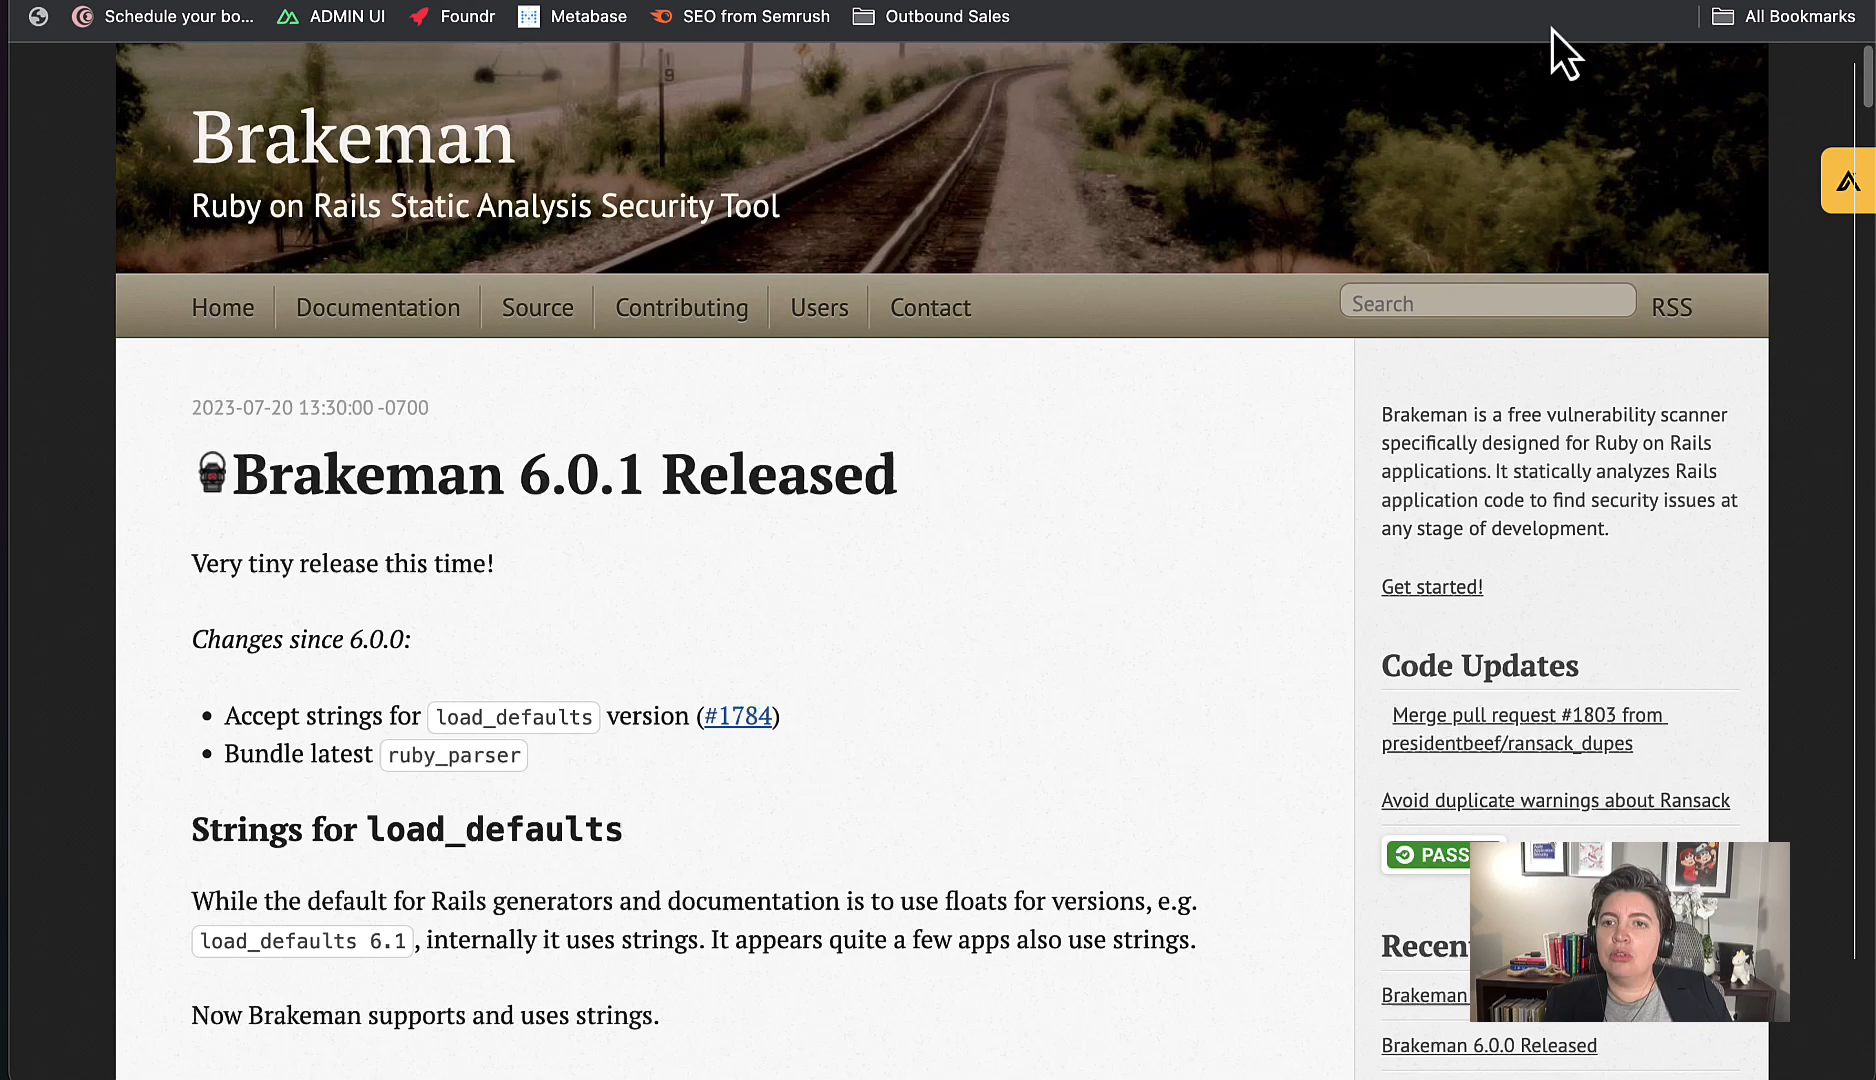 Schedule your bo...
ADMIN UI
Foundr
Metabase
SEO from Semrush
Outbound Sales
All Bookmarks
Brakeman
Ruby on Rails Static Analysis Security Tool
Home
Documentation
Source
Contributing
Users
Contact
Search
RSS
2023-07-20 13:30:00 -0700
Brakeman 6.0.1 Released
Very tiny release this time!
Changes since 6.0.0:
• Accept strings for load_defaults version (#1784)
• Bundle latest ruby_parser
Strings for load_defaults
While the default for Rails generators and documentation is to use floats for versions, e.g.
load_defaults 6.1, internally it uses strings. It appears quite a few apps also use strings.
Now Brakeman supports and uses strings.
Brakeman is a free vulnerability scanner
specifically designed for Ruby on Rails
applications. It statically analyzes Rails
application code to find security issues at
any stage of development.
Get started!
Code Updates
Merge pull request #1803 from
presidentbeef/ransack_dupes
Avoid duplicate warnings about Ransack
PASS
Recen
Brakeman
Brakeman 6.0.0 Released